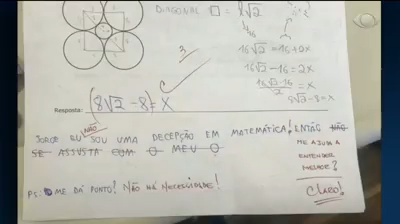 DIAGONAL □ = 8√2
16√2 = 16 + 2x
16√2 - 16 = 2x
16√2 - 16 / 2 = x
8√2 - 8 = x
3
Resposta: (8√2 - 8) = X C
JORGE EU NÃO SOU UMA DECEPÇÃO EM MATEMÁTICA! ENTÃO NÃO
SE ASSUSTA COM O MEU 0
ME AJUDA A
ENTENDER
MELHOR?
PS: ME DÁ PONTO! NÃO HÁ NECESSIDADE!
CLARO!